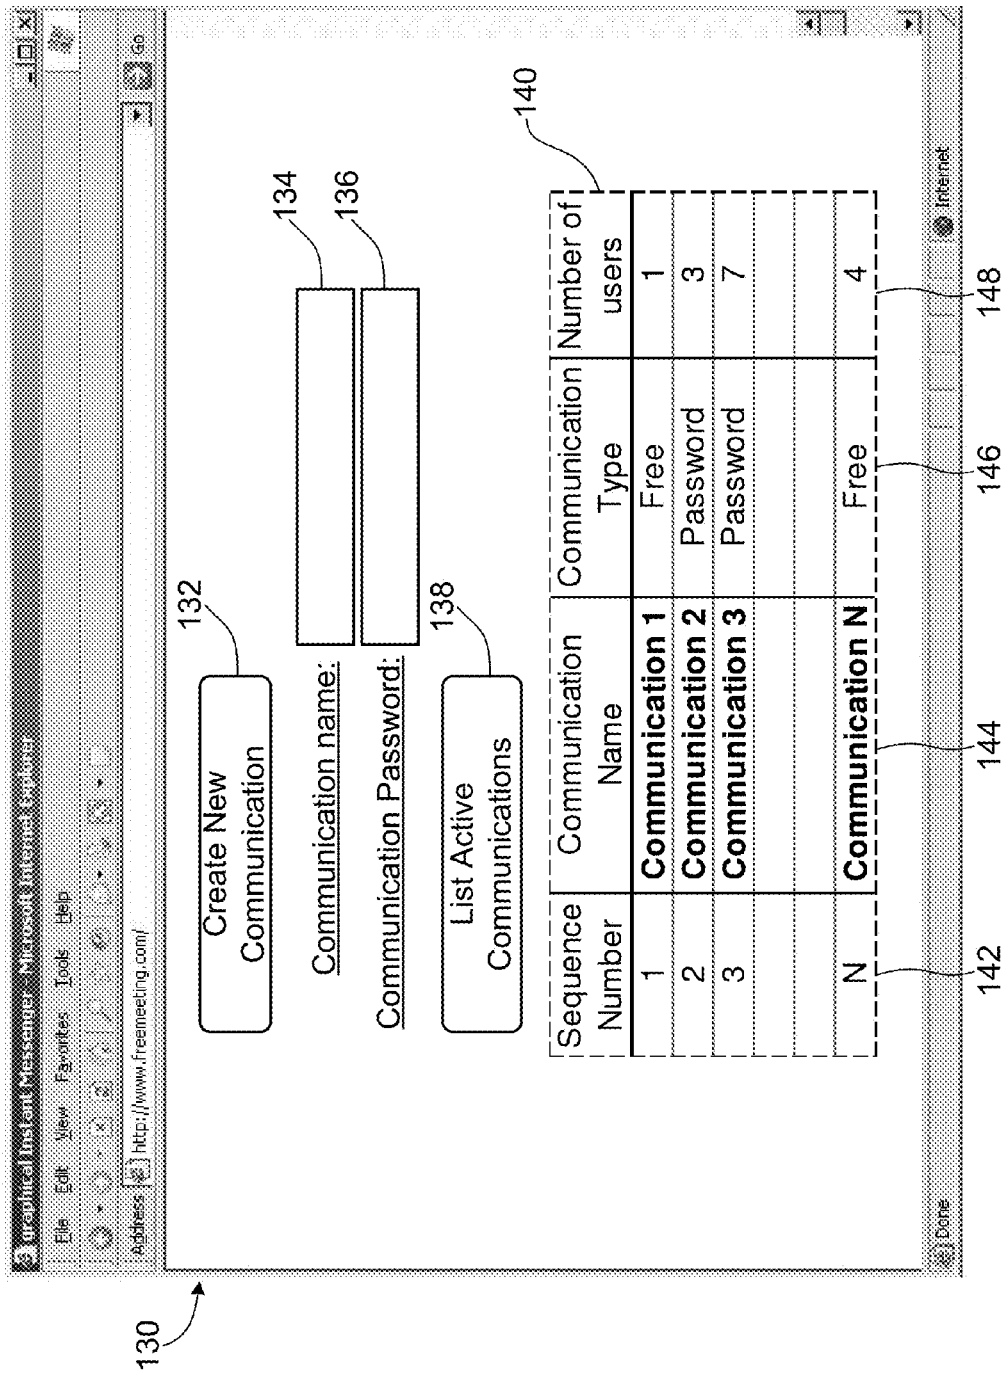 graphical Instant Messenger - Microsoft Internet Explorer
File Edit View Favorites Tools Help
Address http://www.freemeeting.com/ Go
130
Create New
Communication
132
Communication name:
134
Communication Password:
136
List Active
Communications
138
140
Sequence Number Communication Name Communication Type Number of users
1 Communication 1 Free 1
2 Communication 2 Password 3
3 Communication 3 Password 7
N Communication N Free 4
142 144 146 148
Done Internet